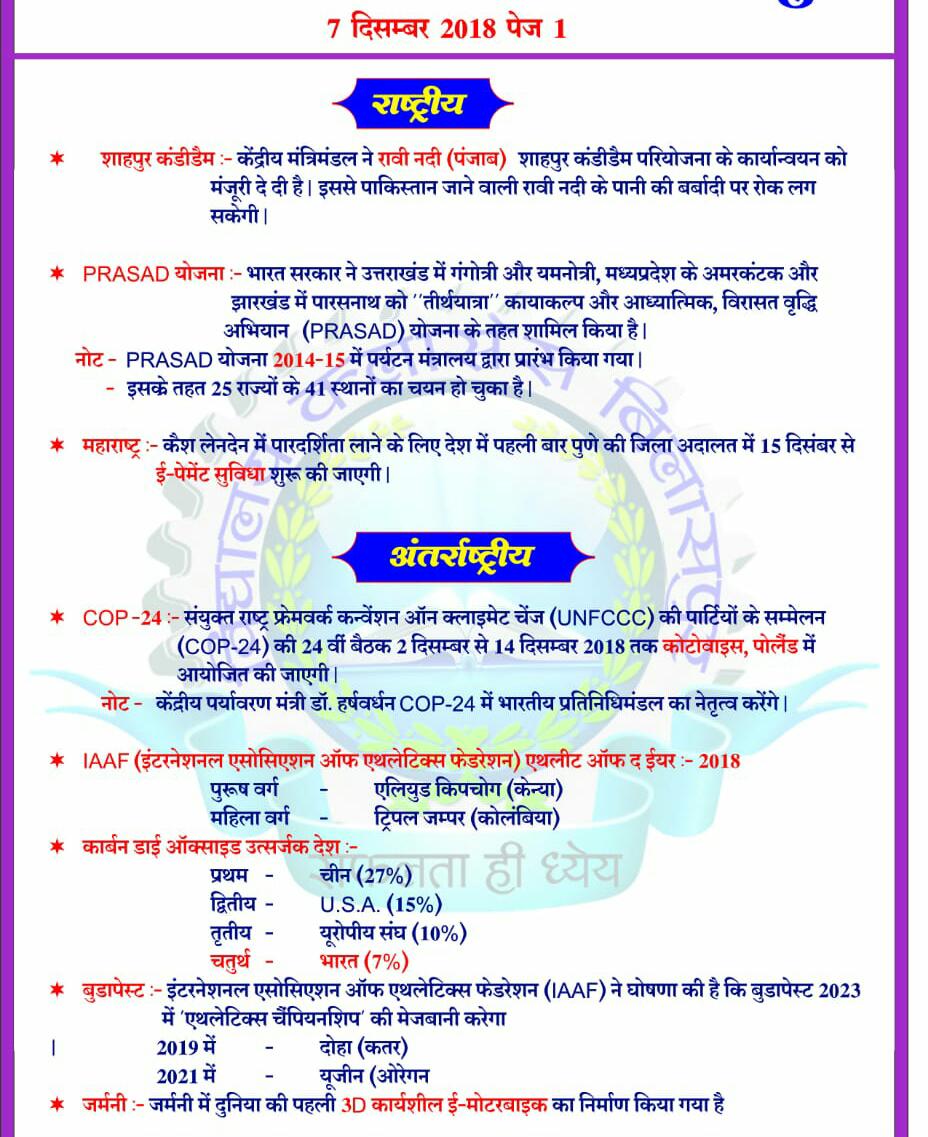 7 दिसम्बर 2018 पेज 1
राष्ट्रीय
✶ शाहपुर कंडीडैम :- केंद्रीय मंत्रिमंडल ने रावी नदी (पंजाब) शाहपुर कंडीडैम परियोजना के कार्यान्वयन को
मंजूरी दे दी है। इससे पाकिस्तान जाने वाली रावी नदी के पानी की बर्बादी पर रोक लग
सकेगी।
✶ PRASAD योजना :- भारत सरकार ने उत्तराखंड में गंगोत्री और यमनोत्री, मध्यप्रदेश के अमरकंटक और
झारखंड में पारसनाथ को ''तीर्थयात्रा'' कायाकल्प और आध्यात्मिक, विरासत वृद्धि
अभियान (PRASAD) योजना के तहत शामिल किया है।
नोट - PRASAD योजना 2014-15 में पर्यटन मंत्रालय द्वारा प्रारंभ किया गया।
- इसके तहत 25 राज्यों के 41 स्थानों का चयन हो चुका है।
✶ महाराष्ट्र :- कैश लेनदेन में पारदर्शिता लाने के लिए देश में पहली बार पुणे की जिला अदालत में 15 दिसंबर से
ई-पेमेंट सुविधा शुरू की जाएगी।
अंतर्राष्ट्रीय
✶ COP-24 :- संयुक्त राष्ट्र फ्रेमवर्क कन्वेंशन ऑन क्लाइमेट चेंज (UNFCCC) की पार्टियों के सम्मेलन
(COP-24) की 24 वीं बैठक 2 दिसम्बर से 14 दिसम्बर 2018 तक कोटोवाइस, पोलैंड में
आयोजित की जाएगी।
नोट - केंद्रीय पर्यावरण मंत्री डॉ. हर्षवर्धन COP-24 में भारतीय प्रतिनिधिमंडल का नेतृत्व करेंगे।
✶ IAAF (इंटरनेशनल एसोसिएशन ऑफ एथलेटिक्स फेडरेशन) एथलीट ऑफ द ईयर :- 2018
पुरूष वर्ग - एलियुड किपचोग (केन्या)
महिला वर्ग - ट्रिपल जम्पर (कोलंबिया)
✶ कार्बन डाई ऑक्साइड उत्सर्जक देश :-
प्रथम - चीन (27%)
द्वितीय - U.S.A. (15%)
तृतीय - यूरोपीय संघ (10%)
चतुर्थ - भारत (7%)
✶ बुडापेस्ट :- इंटरनेशनल एसोसिएशन ऑफ एथलेटिक्स फेडरेशन (IAAF) ने घोषणा की है कि बुडापेस्ट 2023
में 'एथलेटिक्स चैंपियनशिप' की मेजबानी करेगा
। 2019 में - दोहा (कतर)
2021 में - यूजीन (ओरेगन
✶ जर्मनी :- जर्मनी में दुनिया की पहली 3D कार्यशील ई-मोटरबाइक का निर्माण किया गया है
सफलता ही ध्येय